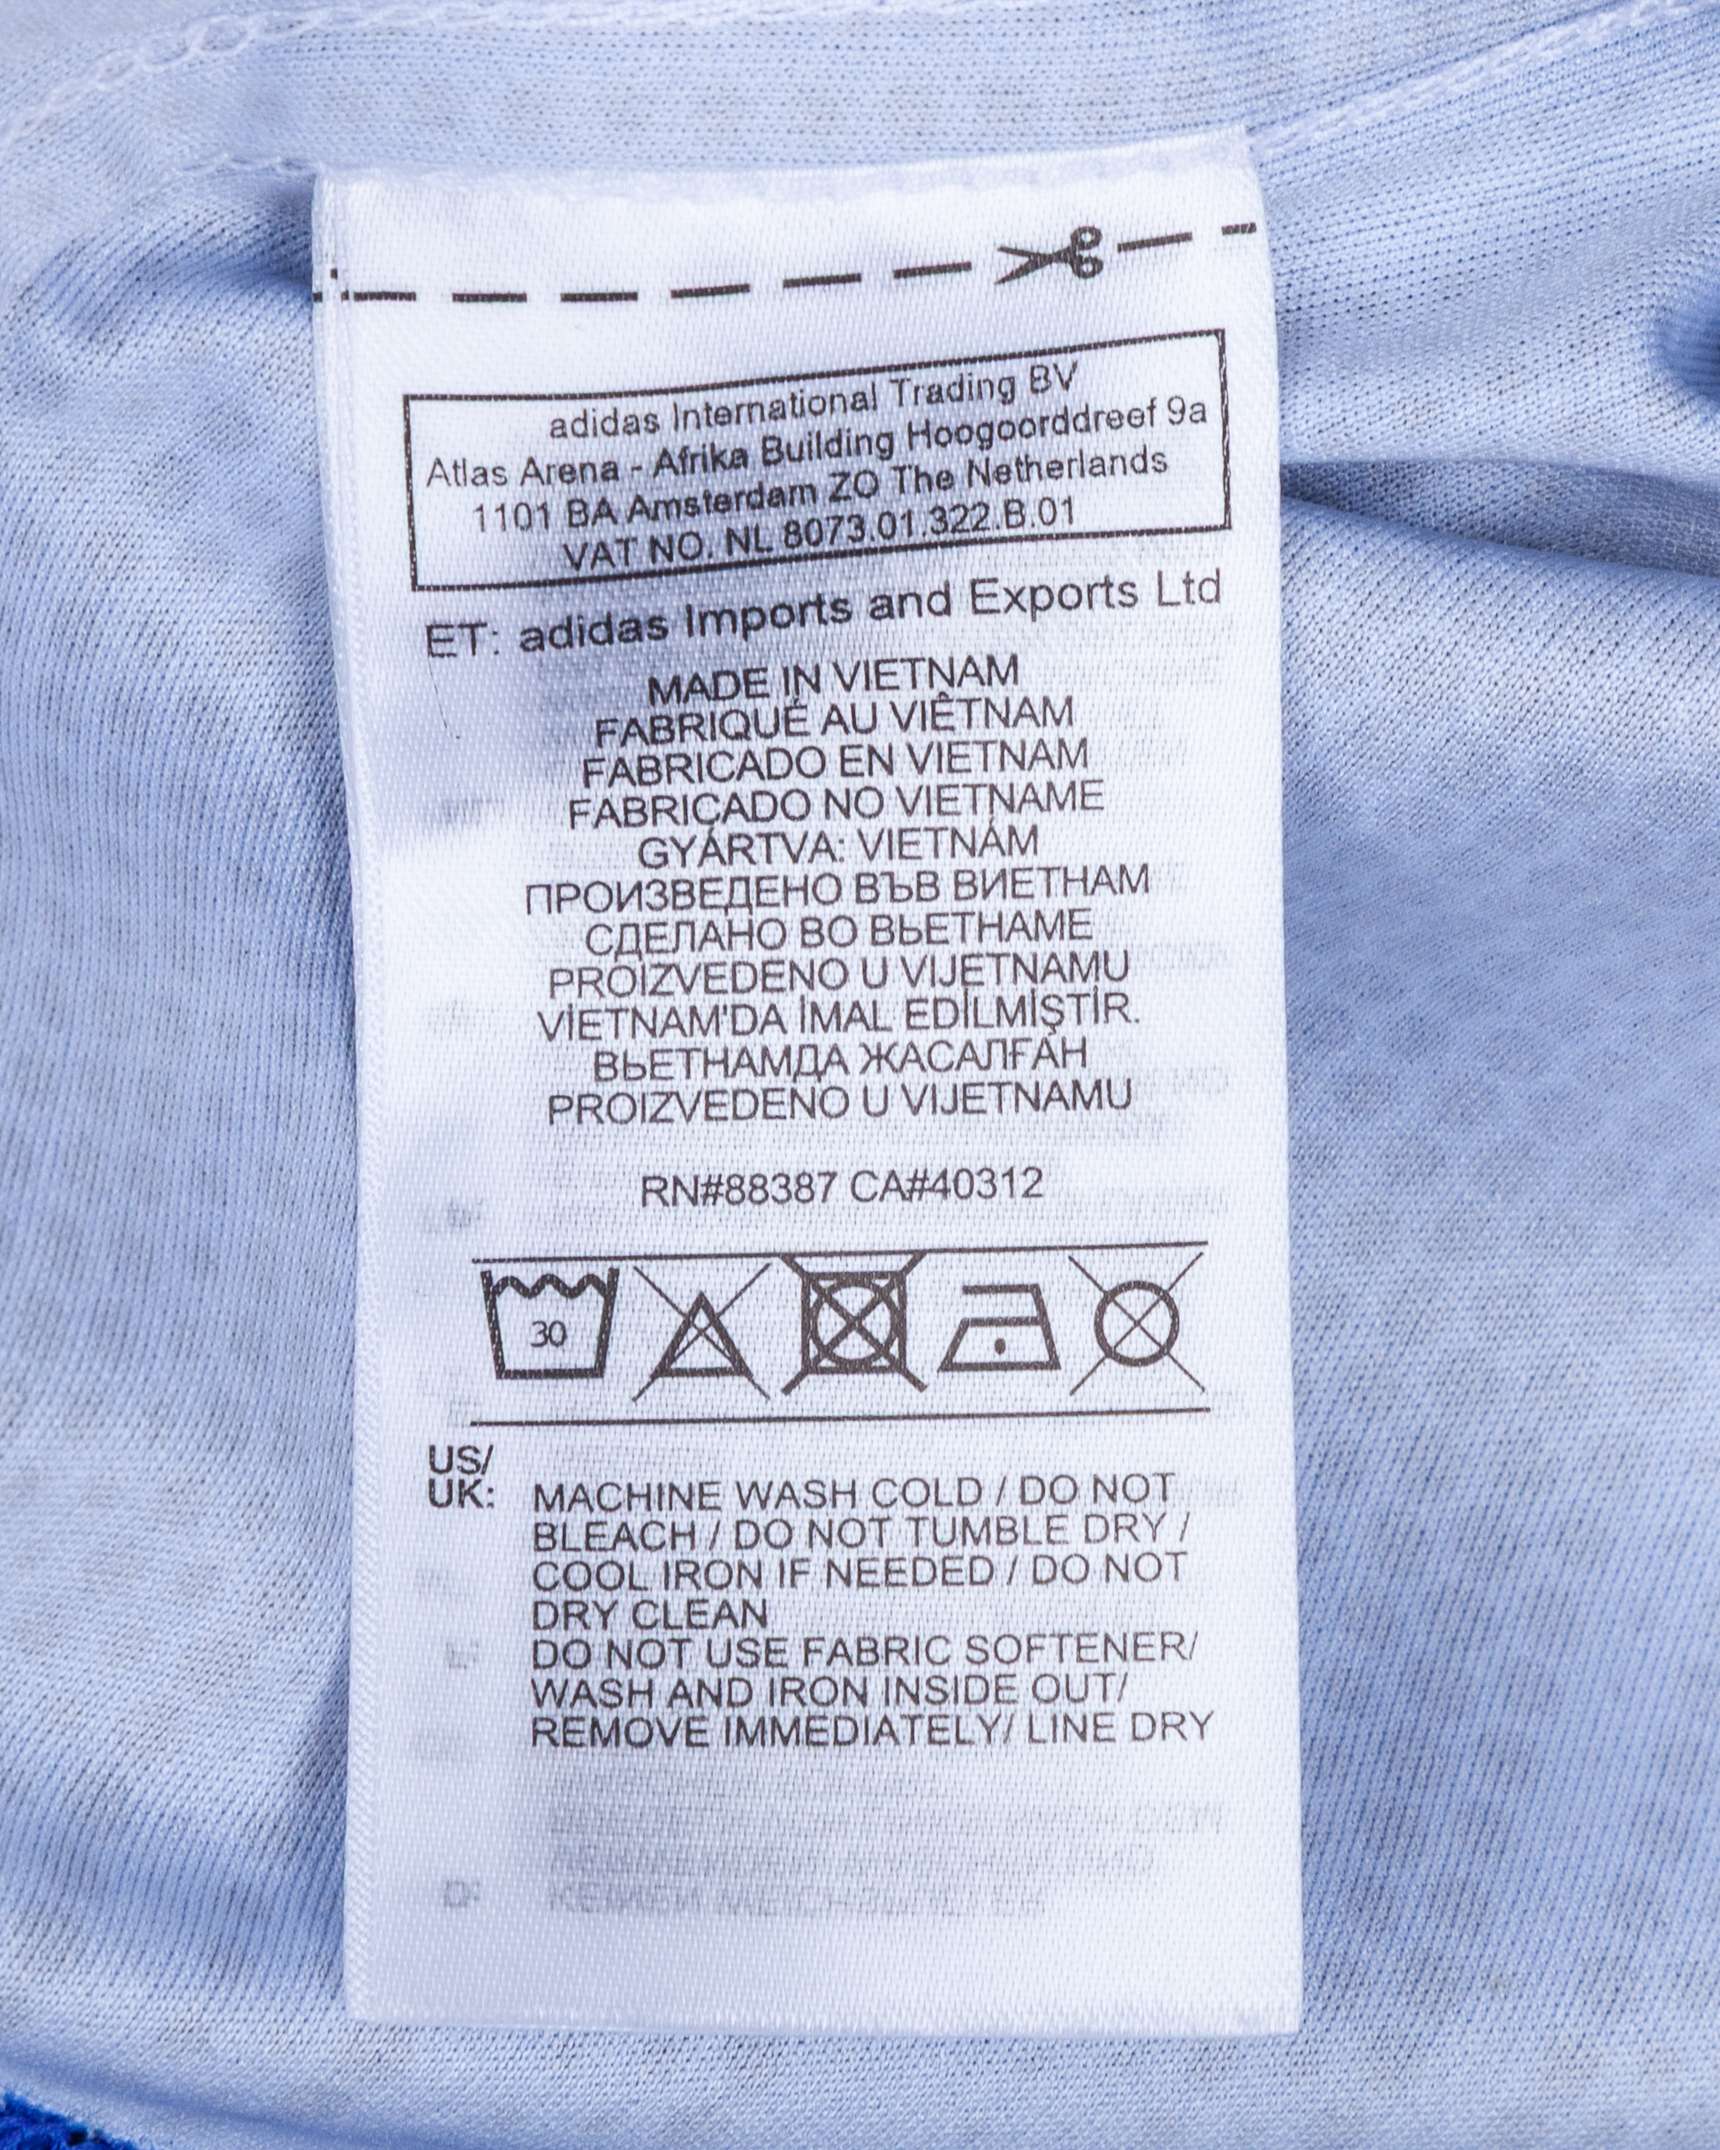 adidas International Trading BV
Atlas Arena - Afrika Building Hoogoorddreef 9a
1101 BA Amsterdam ZO The Netherlands
VAT NO. NL 8073.01.322.B.01
ET: adidas Imports and Exports Ltd
MADE IN VIETNAM
FABRIQUÉ AU VIÊTNAM
FABRICADO EN VIETNAM
FABRICADO NO VIETNAME
GYÁRTVA: VIETNÁM
ПРОИЗВЕДЕНО ВЪВ ВИЕТНАМ
СДЕЛАНО ВО ВЬЕТНАМЕ
PROIZVEDENO U VIJETNAMU
VİETNAM'DA İMAL EDİLMİŞTİR.
ВЬЕТНАМДА ЖАСАЛҒАН
PROIZVEDENO U VIJETNAMU
RN#88387 CA#40312
30
US/
UK: MACHINE WASH COLD / DO NOT
BLEACH / DO NOT TUMBLE DRY /
COOL IRON IF NEEDED / DO NOT
DRY CLEAN
DO NOT USE FABRIC SOFTENER/
WASH AND IRON INSIDE OUT/
REMOVE IMMEDIATELY/ LINE DRY